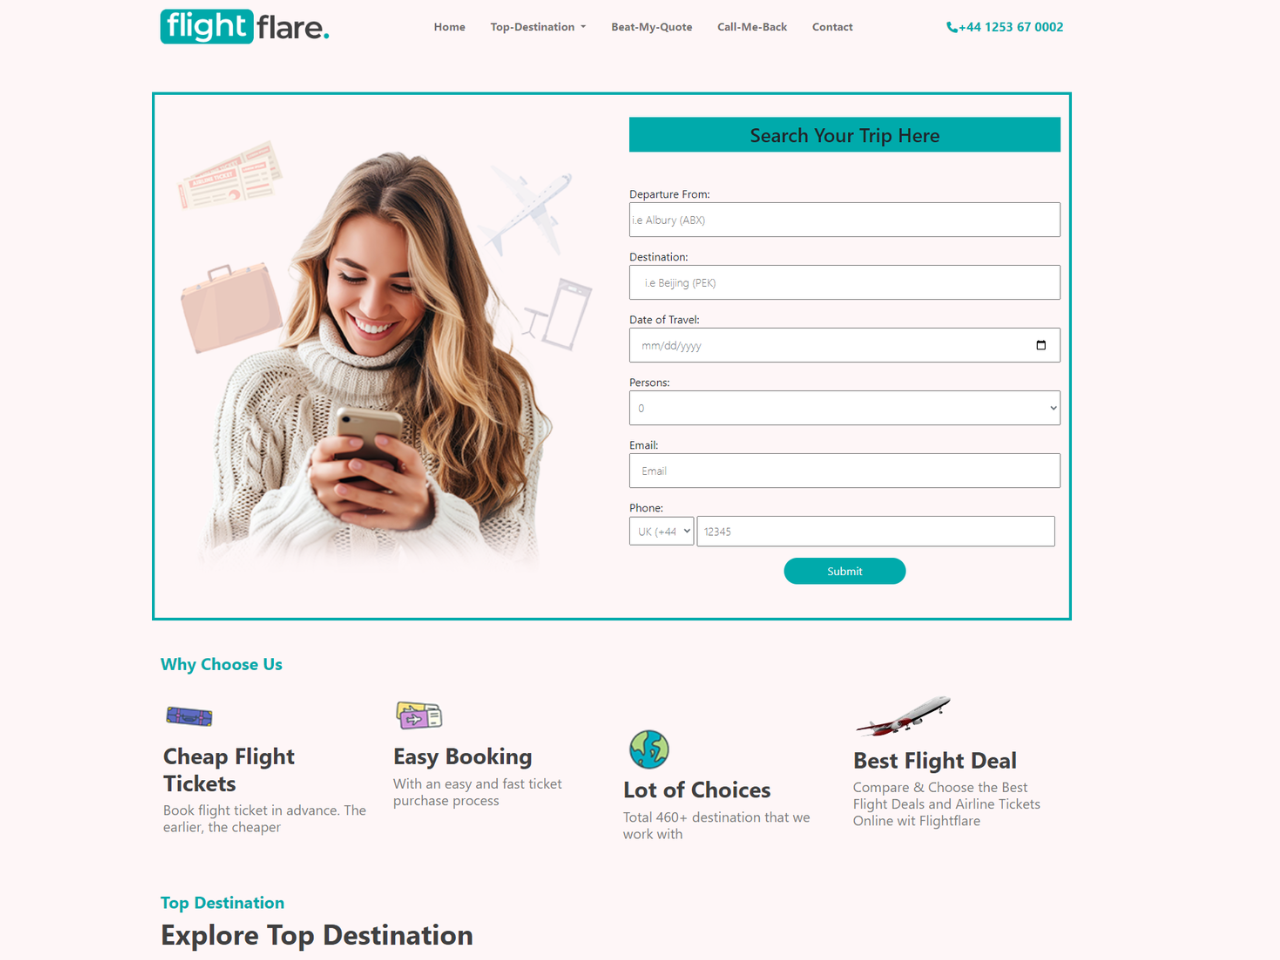 flight flare.
Home
Top-Destination
Beat-My-Quote
Call-Me-Back
Contact
+44 1253 67 0002
Search Your Trip Here
Departure From:
i.e Albury (ABX)
Destination:
i.e Beijing (PEK)
Date of Travel:
mm/dd/yyyy
Persons:
0
Email:
Email
Phone:
UK (+44
12345
Submit
Why Choose Us
Cheap Flight
Tickets
Book flight ticket in advance. The
earlier, the cheaper
Easy Booking
With an easy and fast ticket
purchase process
Lot of Choices
Total 460+ destination that we
work with
Best Flight Deal
Compare & Choose the Best
Flight Deals and Airline Tickets
Online wit Flightflare
Top Destination
Explore Top Destination